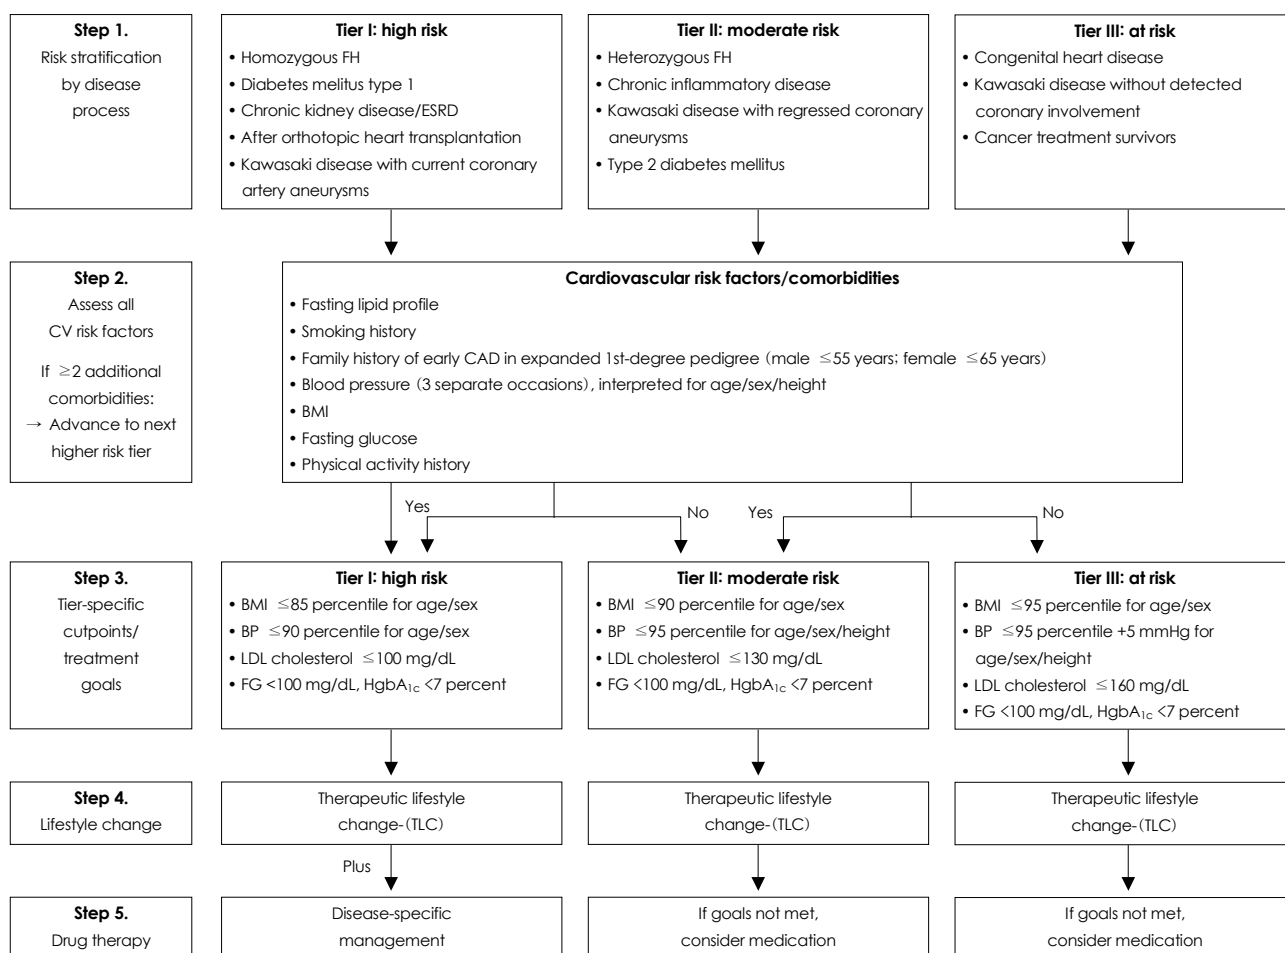 Step 1.
Risk stratification
by disease
process
Tier I: high risk
• Homozygous FH
• Diabetes melitus type 1
• Chronic kidney disease/ESRD
• After orthotopic heart transplantation
• Kawasaki disease with current coronary
artery aneurysms
Tier II: moderate risk
• Heterozygous FH
• Chronic inflammatory disease
• Kawasaki disease with regressed coronary
aneurysms
• Type 2 diabetes mellitus
Tier III: at risk
• Congenital heart disease
• Kawasaki disease without detected
coronary involvement
• Cancer treatment survivors
Step 2.
Assess all
CV risk factors
If ≥2 additional
comorbidities:
→ Advance to next
higher risk tier
Cardiovascular risk factors/comorbidities
• Fasting lipid profile
• Smoking history
• Family history of early CAD in expanded 1st-degree pedigree (male ≤55 years; female ≤65 years)
• Blood pressure (3 separate occasions), interpreted for age/sex/height
• BMI
• Fasting glucose
• Physical activity history
Yes
No
Yes
No
Step 3.
Tier-specific
cutpoints/
treatment
goals
Tier I: high risk
• BMI ≤85 percentile for age/sex
• BP ≤90 percentile for age/sex
• LDL cholesterol ≤100 mg/dL
• FG <100 mg/dL, HgbA1c <7 percent
Tier II: moderate risk
• BMI ≤90 percentile for age/sex
• BP ≤95 percentile for age/sex/height
• LDL cholesterol ≤130 mg/dL
• FG <100 mg/dL, HgbA1c <7 percent
Tier III: at risk
• BMI ≤95 percentile for age/sex
• BP ≤95 percentile +5 mmHg for
age/sex/height
• LDL cholesterol ≤160 mg/dL
• FG <100 mg/dL, HgbA1c <7 percent
Step 4.
Lifestyle change
Therapeutic lifestyle
change-(TLC)
Therapeutic lifestyle
change-(TLC)
Therapeutic lifestyle
change-(TLC)
Plus
Step 5.
Drug therapy
Disease-specific
management
If goals not met,
consider medication
If goals not met,
consider medication